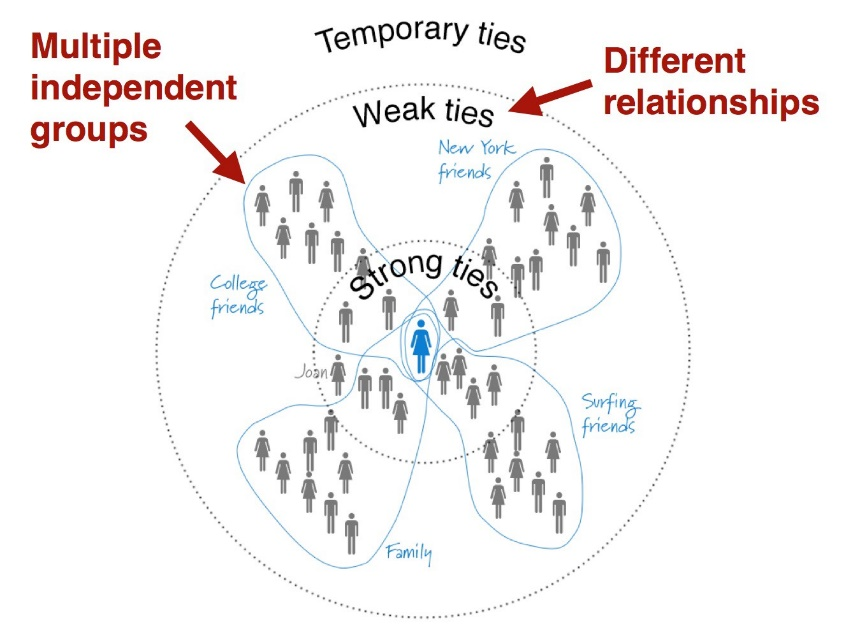 Temporary ties
Multiple
independent
groups
Different
relationships
Weak ties
New York
friends
Strong ties
College
friends
Joan
Surfing
friends
Family